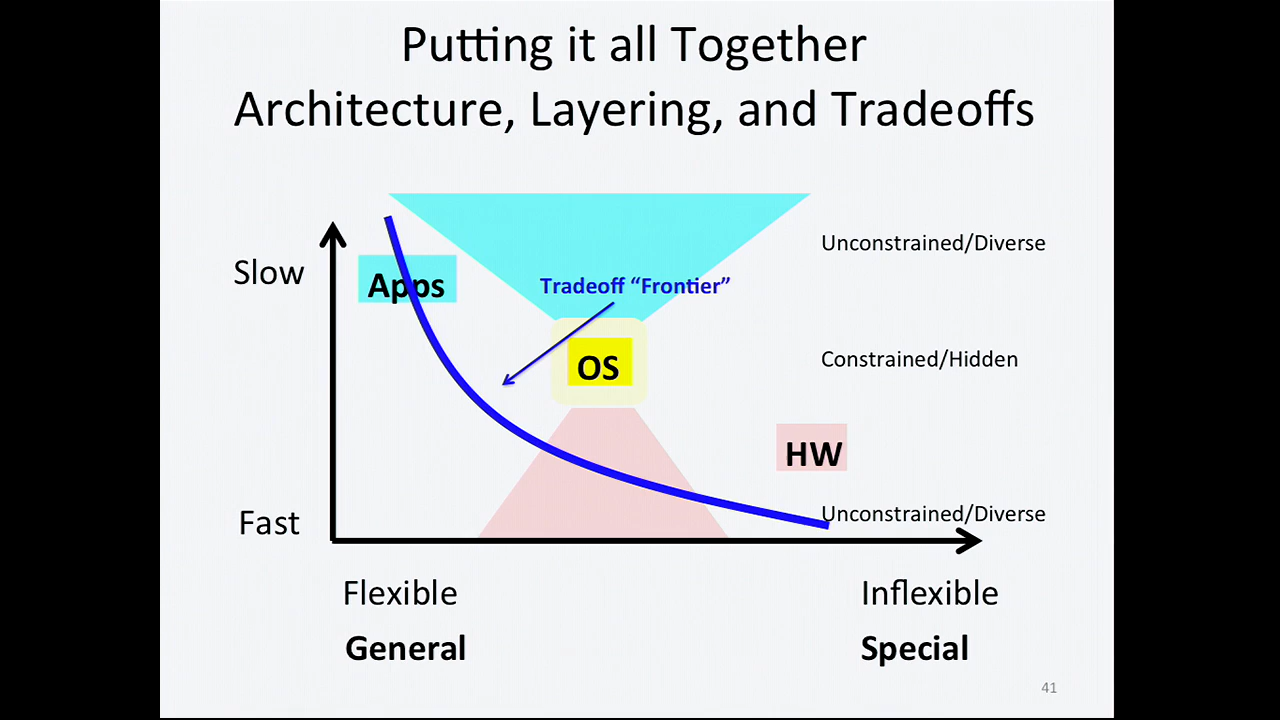 Putting it all Together
Architecture, Layering, and Tradeoffs
Unconstrained/Diverse
Slow
Apps
Tradeoff “Frontier”
OS
Constrained/Hidden
HW
Fast
Unconstrained/Diverse
Flexible
Inflexible
General
Special
41